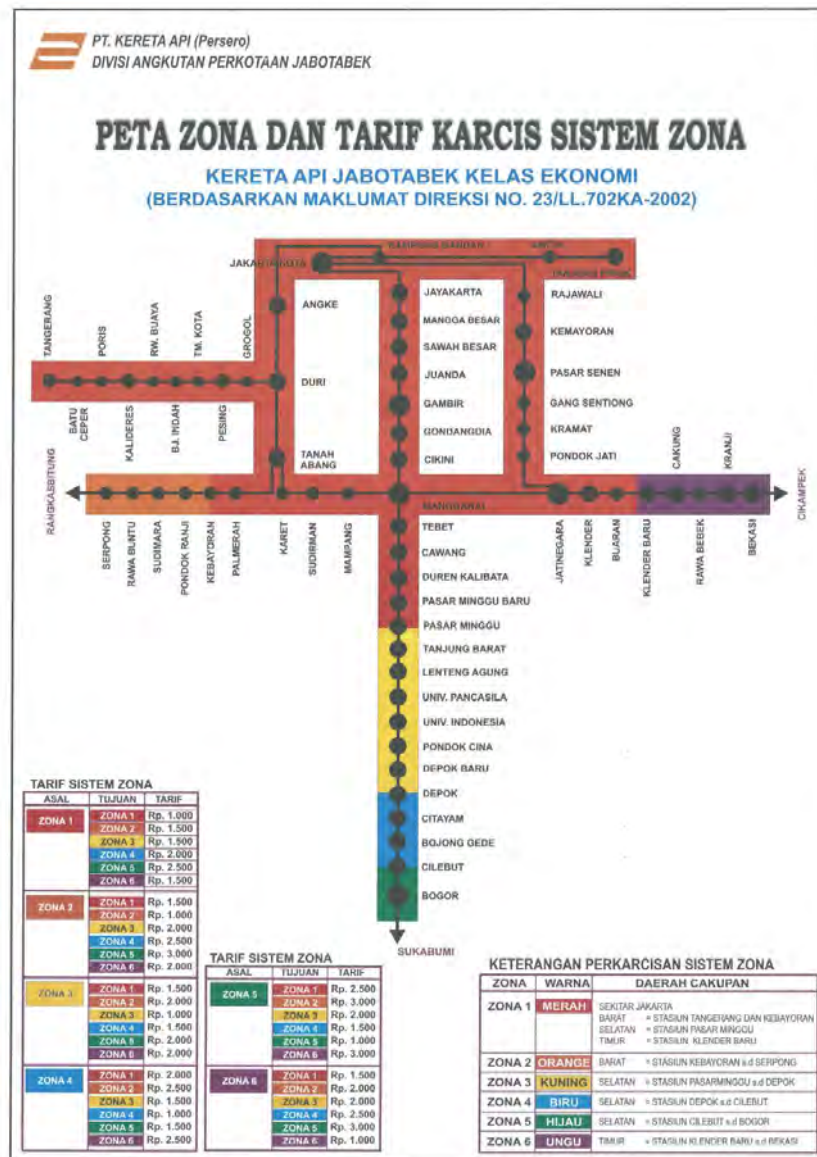 PT. KERETA API (Persero)
DIVISI ANGKUTAN PERKOTAAN JABOTABEK
PETA ZONA DAN TARIF KARCIS SISTEM ZONA
KERETA API JABOTABEK KELAS EKONOMI
(BERDASARKAN MAKLUMAT DIREKSI NO. 23/LL.702KA-2002)
KAMPUNG BANDAN
ANCOL
JAKARTA KOTA
TANJUNG PRIOK
ANGKE
JAYAKARTA
RAJAWALI
MANGGA BESAR
KEMAYORAN
SAWAH BESAR
TANGERANG
PORIS
RW. BUAYA
TM. KOTA
GROGOL
DURI
JUANDA
PASAR SENEN
BATU CEPER
KALIDERES
BJ. INDAH
PESING
GAMBIR
GANG SENTIONG
GONDANGDIA
KRAMAT
TANAH ABANG
CIKINI
PONDOK JATI
CAKUNG
KRANJI
RANGKASBITUNG
MANGGARAI
CIKAMPEK
SERPONG
RAWA BUNTU
SUDIMARA
PONDOK RANJI
KEBAYORAN
PALMERAH
KARET
SUDIRMAN
MAMPANG
JATINEGARA
KLENDER
BUARAN
KLENDER BARU
RAWA BEBEK
BEKASI
TEBET
CAWANG
DUREN KALIBATA
PASAR MINGGU BARU
PASAR MINGGU
TANJUNG BARAT
LENTENG AGUNG
UNIV. PANCASILA
UNIV. INDONESIA
PONDOK CINA
DEPOK BARU
DEPOK
CITAYAM
BOJONG GEDE
CILEBUT
BOGOR
SUKABUMI
TARIF SISTEM ZONA
ASAL TUJUAN TARIF
ZONA 1 ZONA 1 Rp. 1.000
ZONA 2 Rp. 1.500
ZONA 3 Rp. 1.500
ZONA 4 Rp. 2.000
ZONA 5 Rp. 2.500
ZONA 6 Rp. 1.500
ZONA 2 ZONA 1 Rp. 1.500
ZONA 2 Rp. 1.000
ZONA 3 Rp. 2.000
ZONA 4 Rp. 2.500
ZONA 5 Rp. 3.000
ZONA 6 Rp. 2.000
ZONA 3 ZONA 1 Rp. 1.500
ZONA 2 Rp. 2.000
ZONA 3 Rp. 1.000
ZONA 4 Rp. 1.500
ZONA 5 Rp. 2.000
ZONA 6 Rp. 2.000
ZONA 4 ZONA 1 Rp. 2.000
ZONA 2 Rp. 2.500
ZONA 3 Rp. 1.500
ZONA 4 Rp. 1.000
ZONA 5 Rp. 1.500
ZONA 6 Rp. 2.500
TARIF SISTEM ZONA
ASAL TUJUAN TARIF
ZONA 5 ZONA 1 Rp. 2.500
ZONA 2 Rp. 3.000
ZONA 3 Rp. 2.000
ZONA 4 Rp. 1.500
ZONA 5 Rp. 1.000
ZONA 6 Rp. 3.000
ZONA 6 ZONA 1 Rp. 1.500
ZONA 2 Rp. 2.000
ZONA 3 Rp. 2.000
ZONA 4 Rp. 2.500
ZONA 5 Rp. 3.000
ZONA 6 Rp. 1.000
KETERANGAN PERKARCISAN SISTEM ZONA
ZONA WARNA DAERAH CAKUPAN
ZONA 1 MERAH SEKITAR JAKARTA
BARAT = STASIUN TANGERANG DAN KEBAYORAN
SELATAN = STASIUN PASAR MINGGU
TIMUR = STASIUN KLENDER BARU
ZONA 2 ORANGE BARAT = STASIUN KEBAYORAN s.d SERPONG
ZONA 3 KUNING SELATAN = STASIUN PASARMINGGU s.d DEPOK
ZONA 4 BIRU SELATAN = STASIUN DEPOK s.d CILEBUT
ZONA 5 HIJAU SELATAN = STASIUN CILEBUT s.d BOGOR
ZONA 6 UNGU TIMUR = STASIUN KLENDER BARU s.d BEKASI